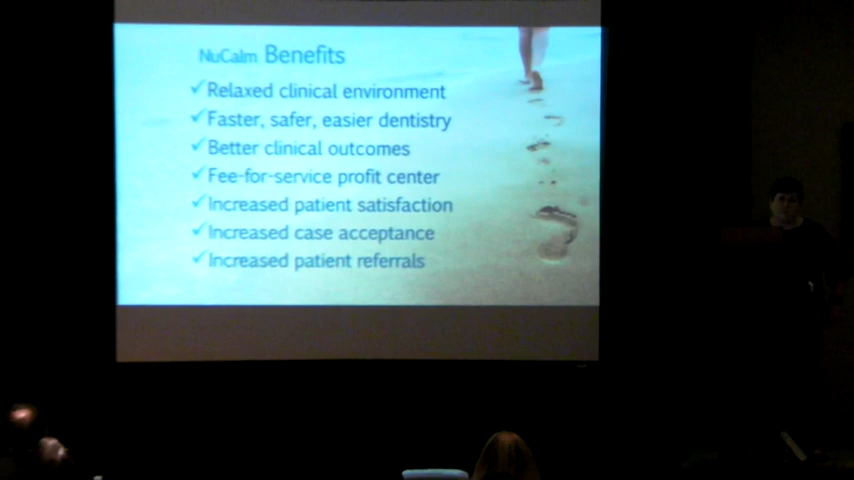 NuCalm Benefits
✓Relaxed clinical environment
✓Faster, safer, easier dentistry
✓Better clinical outcomes
✓Fee-for-service profit center
✓Increased patient satisfaction
✓Increased case acceptance
✓Increased patient referrals